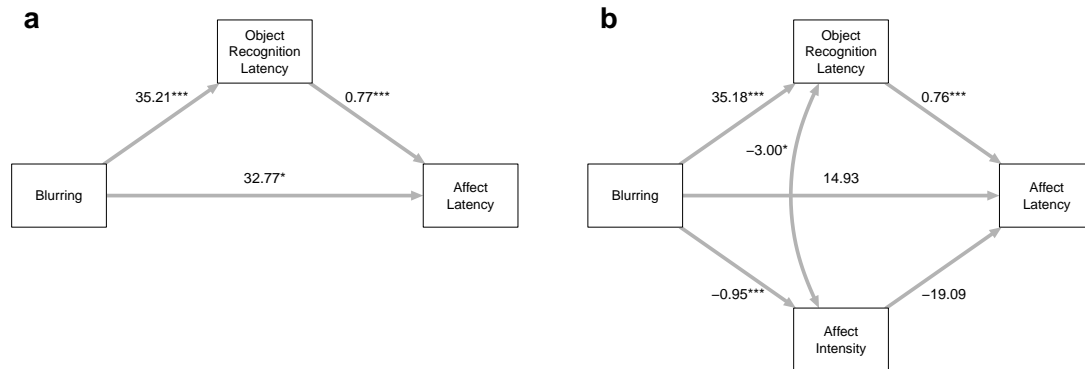 a
Object
Recognition
Latency
35.21***
0.77***
Blurring
32.77*
Affect
Latency
b
Object
Recognition
Latency
35.18***
0.76***
−3.00*
Blurring
14.93
Affect
Latency
−0.95***
−19.09
Affect
Intensity